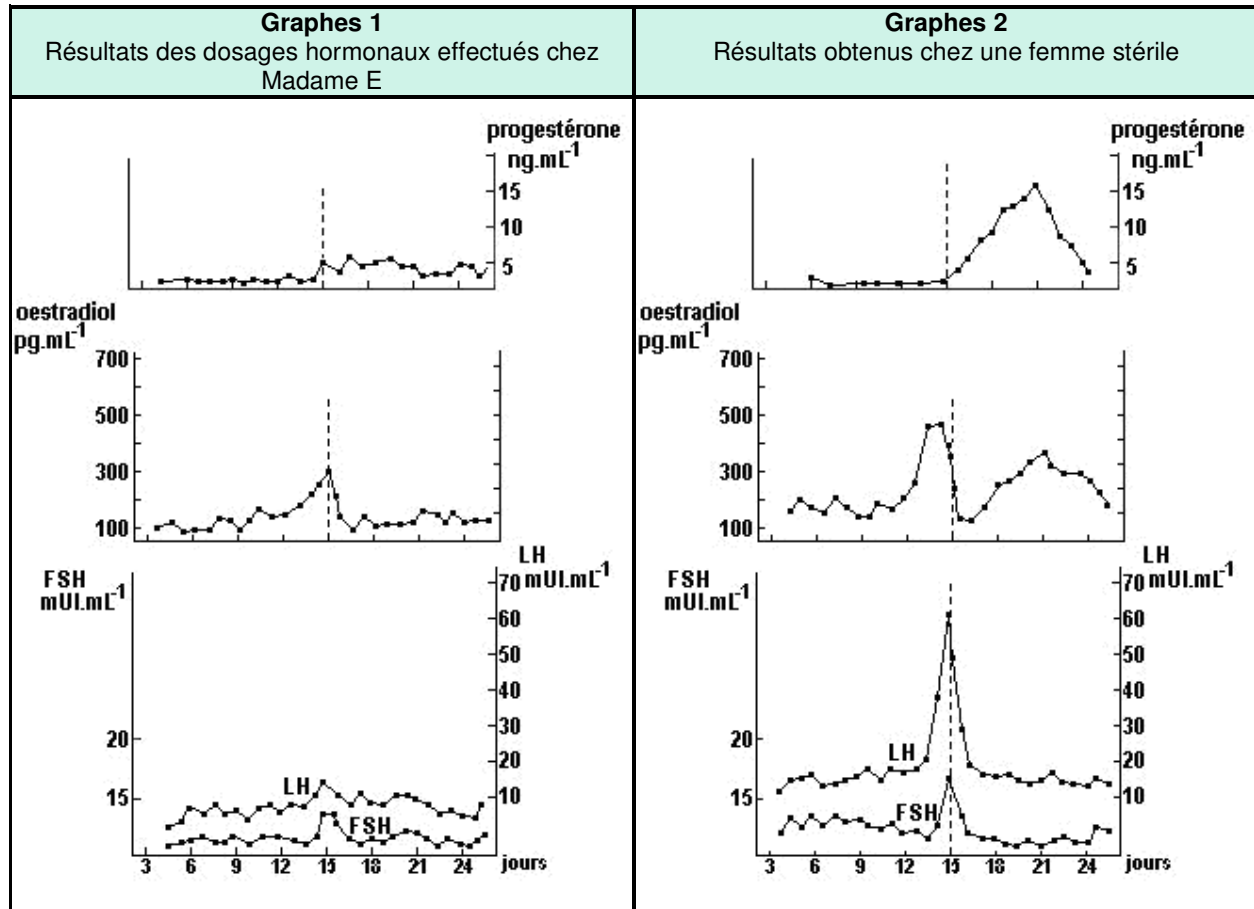 Graphes 1
Résultats des dosages hormonaux effectués chez
Madame E
Graphes 2
Résultats obtenus chez une femme stérile
progestérone
ng.mL-1
15
10
5
oestradiol
pg.mL-1
700
500
300
100
FSH
mUI.mL-1
20
15
LH
mUI.mL-1
70
60
50
40
30
20
10
LH
FSH
3 6 9 12 15 18 21 24 jours
progestérone
ng.mL-1
15
10
5
oestradiol
pg.mL-1
700
500
300
100
FSH
mUI.mL-1
20
15
LH
mUI.mL-1
70
60
50
40
30
20
10
LH
FSH
3 6 9 12 15 18 21 24 jours